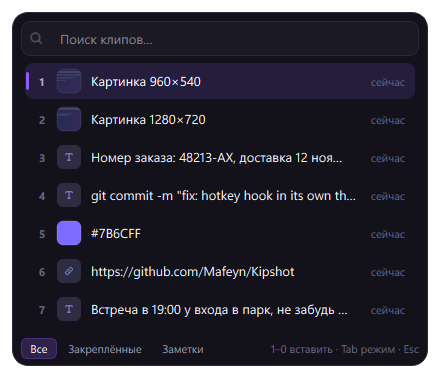 Поиск клипов...
1 Картинка 960×540 сейчас
2 Картинка 1280×720 сейчас
3 T Номер заказа: 48213-AX, доставка 12 ноя... сейчас
4 T git commit -m "fix: hotkey hook in its own th... сейчас
5 #7B6CFF сейчас
6 https://github.com/Mafeyn/Kipshot сейчас
7 T Встреча в 19:00 у входа в парк, не забудь ... сейчас
Все Закреплённые Заметки 1–0 вставить · Tab режим · Esc